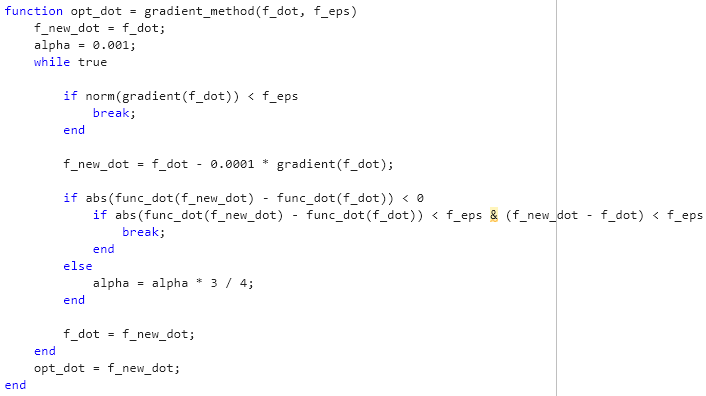 function opt_dot = gradient_method(f_dot, f_eps)
    f_new_dot = f_dot;
    alpha = 0.001;
    while true
        if norm(gradient(f_dot)) < f_eps
            break;
        end
        f_new_dot = f_dot - 0.0001 * gradient(f_dot);
        if abs(func_dot(f_new_dot) - func_dot(f_dot)) < 0
            if abs(func_dot(f_new_dot) - func_dot(f_dot)) < f_eps & (f_new_dot - f_dot) < f_eps
                break;
            end
        else
            alpha = alpha * 3 / 4;
        end
        f_dot = f_new_dot;
    end
    opt_dot = f_new_dot;
end